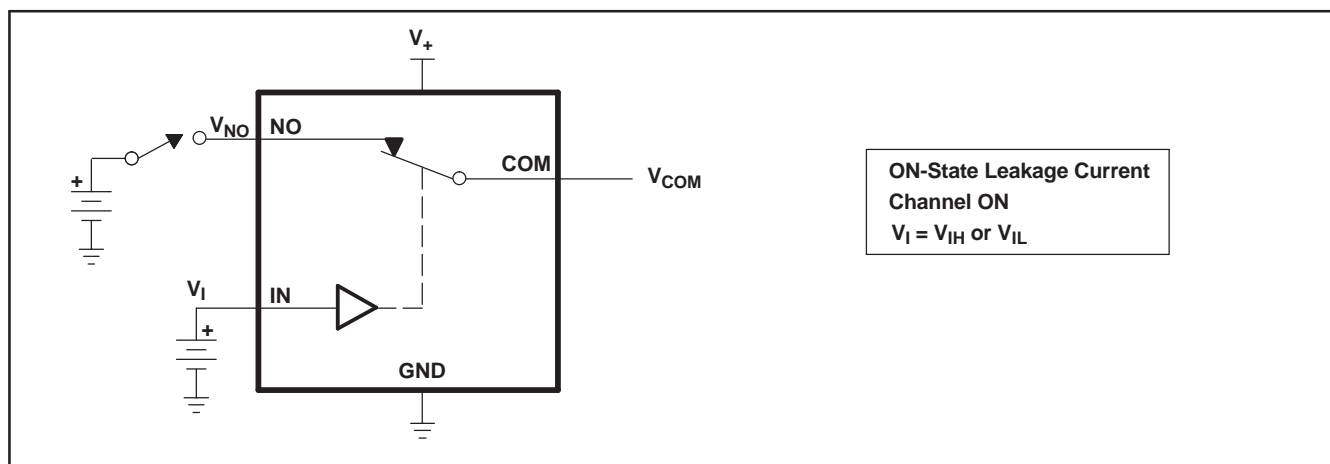 V+
VNO NO
COM
VCOM
+
VI IN
+
GND
ON-State Leakage Current
Channel ON
VI = VIH or VIL